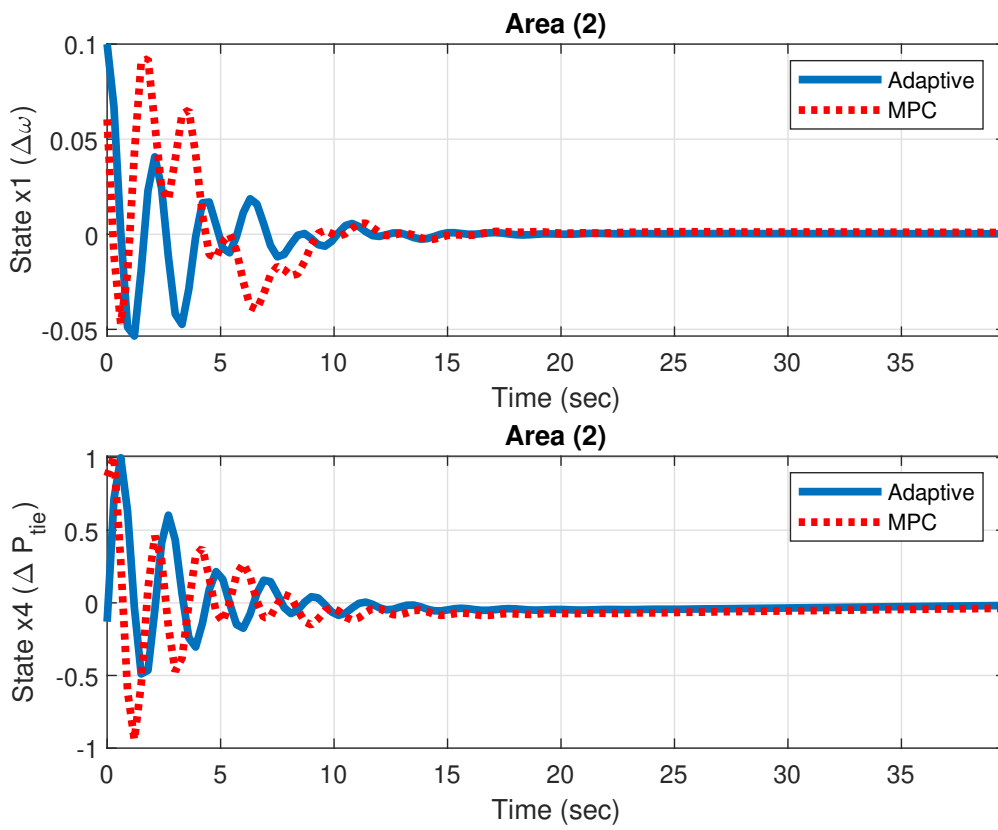 Area (2)
0.1
0.05
0
-0.05
State x1 (Δω)
Adaptive
MPC
0 5 10 15 20 25 30 35
Time (sec)
Area (2)
1
0.5
0
-0.5
-1
State x4 (Δ P_tie)
Adaptive
MPC
0 5 10 15 20 25 30 35
Time (sec)